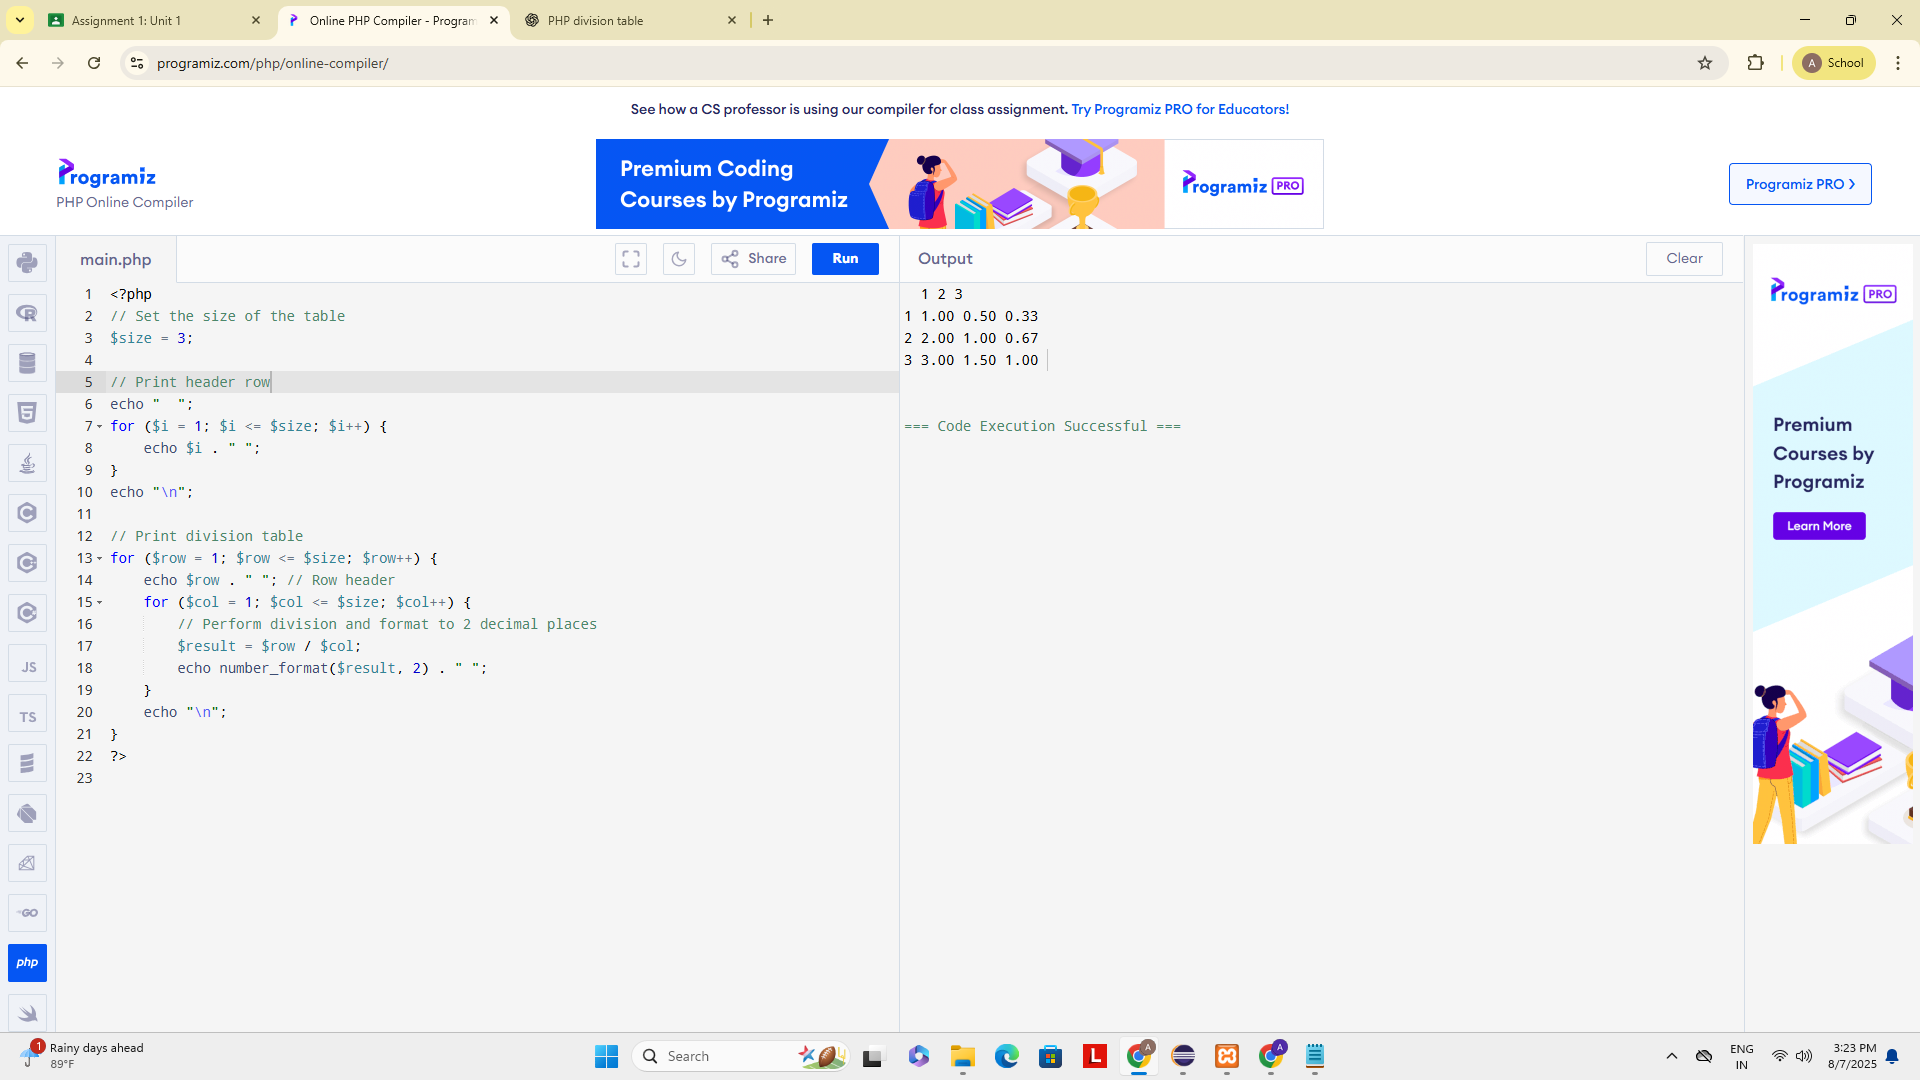 Assignment 1: Unit 1
Online PHP Compiler - Program
PHP division table
programiz.com/php/online-compiler/
A School
See how a CS professor is using our compiler for class assignment. Try Programiz PRO for Educators!
Programiz
PHP Online Compiler
Premium Coding
Courses by Programiz
Programiz PRO
Programiz PRO ❯
main.php
Share
Run
Output
Clear
1 <?php
2 // Set the size of the table
3 $size = 3;
4
5 // Print header row
6 echo "  ";
7 for ($i = 1; $i <= $size; $i++) {
8     echo $i . " ";
9 }
10 echo "\n";
11
12 // Print division table
13 for ($row = 1; $row <= $size; $row++) {
14     echo $row . " "; // Row header
15     for ($col = 1; $col <= $size; $col++) {
16         // Perform division and format to 2 decimal places
17         $result = $row / $col;
18         echo number_format($result, 2) . " ";
19     }
20     echo "\n";
21 }
22 ?>
23
  1 2 3
1 1.00 0.50 0.33
2 2.00 1.00 0.67
3 3.00 1.50 1.00
=== Code Execution Successful ===
Programiz PRO
Premium
Courses by
Programiz
Learn More
JS
TS
GO
php
1
Rainy days ahead
89°F
Search
L
A
A
ENG
IN
3:23 PM
8/7/2025